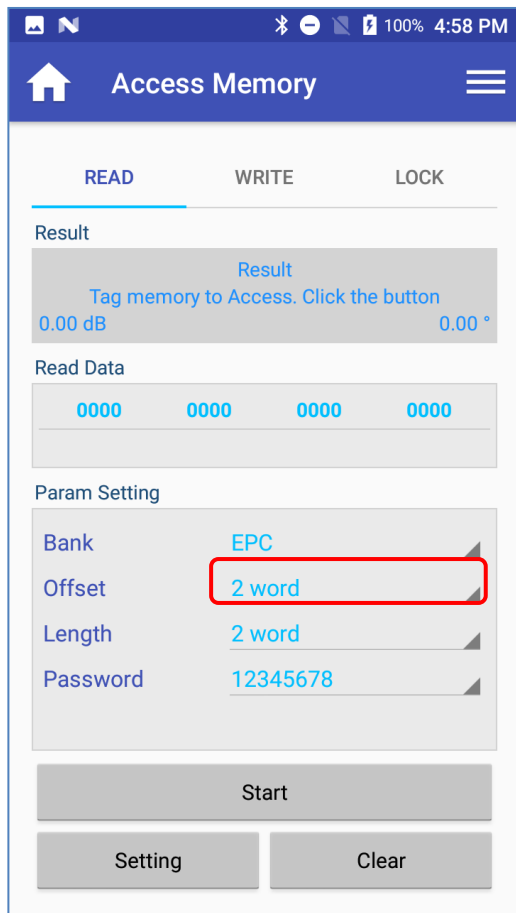 100% 4:58 PM
Access Memory
READ WRITE LOCK
Result
Result
Tag memory to Access. Click the button
0.00 dB 0.00 °
Read Data
0000 0000 0000 0000
Param Setting
Bank EPC
Offset 2 word
Length 2 word
Password 12345678
Start
Setting Clear